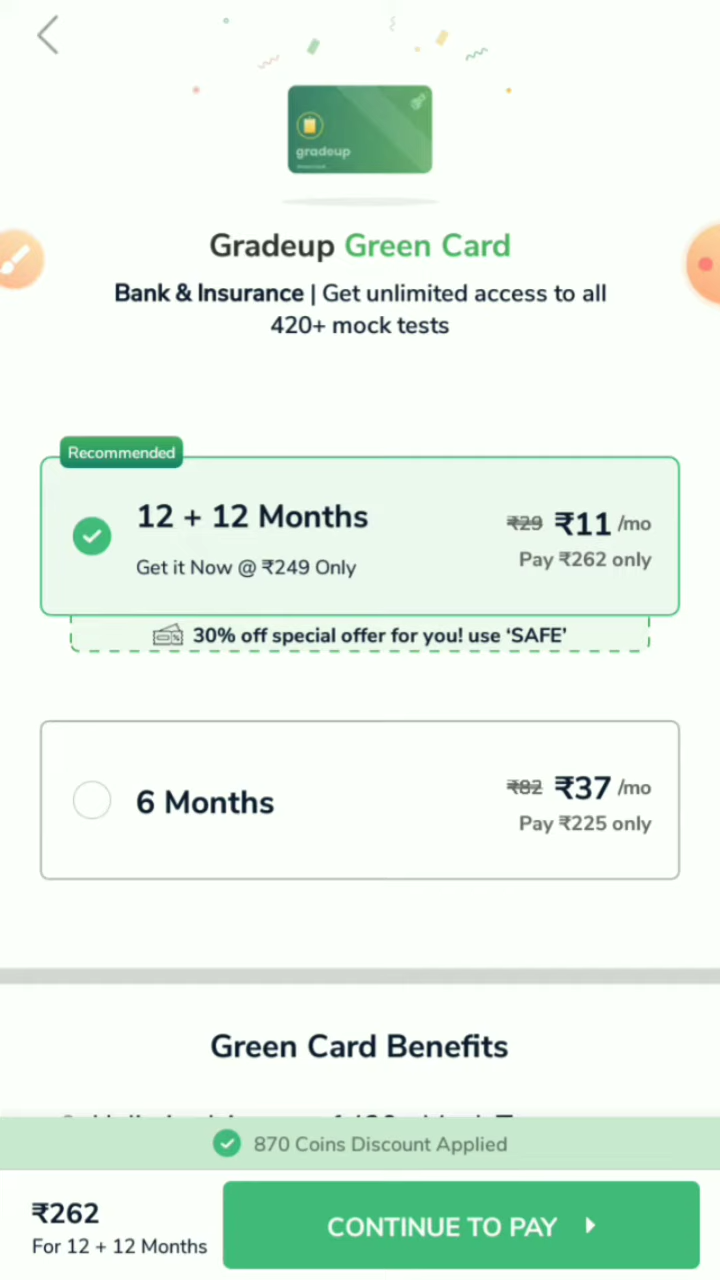 gradeup
Gradeup Green Card
Bank & Insurance | Get unlimited access to all
420+ mock tests
Recommended
12 + 12 Months
₹29 ₹11 /mo
Get it Now @ ₹249 Only
Pay ₹262 only
30% off special offer for you! use ‘SAFE’
6 Months
₹82 ₹37 /mo
Pay ₹225 only
Green Card Benefits
870 Coins Discount Applied
₹262
For 12 + 12 Months
CONTINUE TO PAY